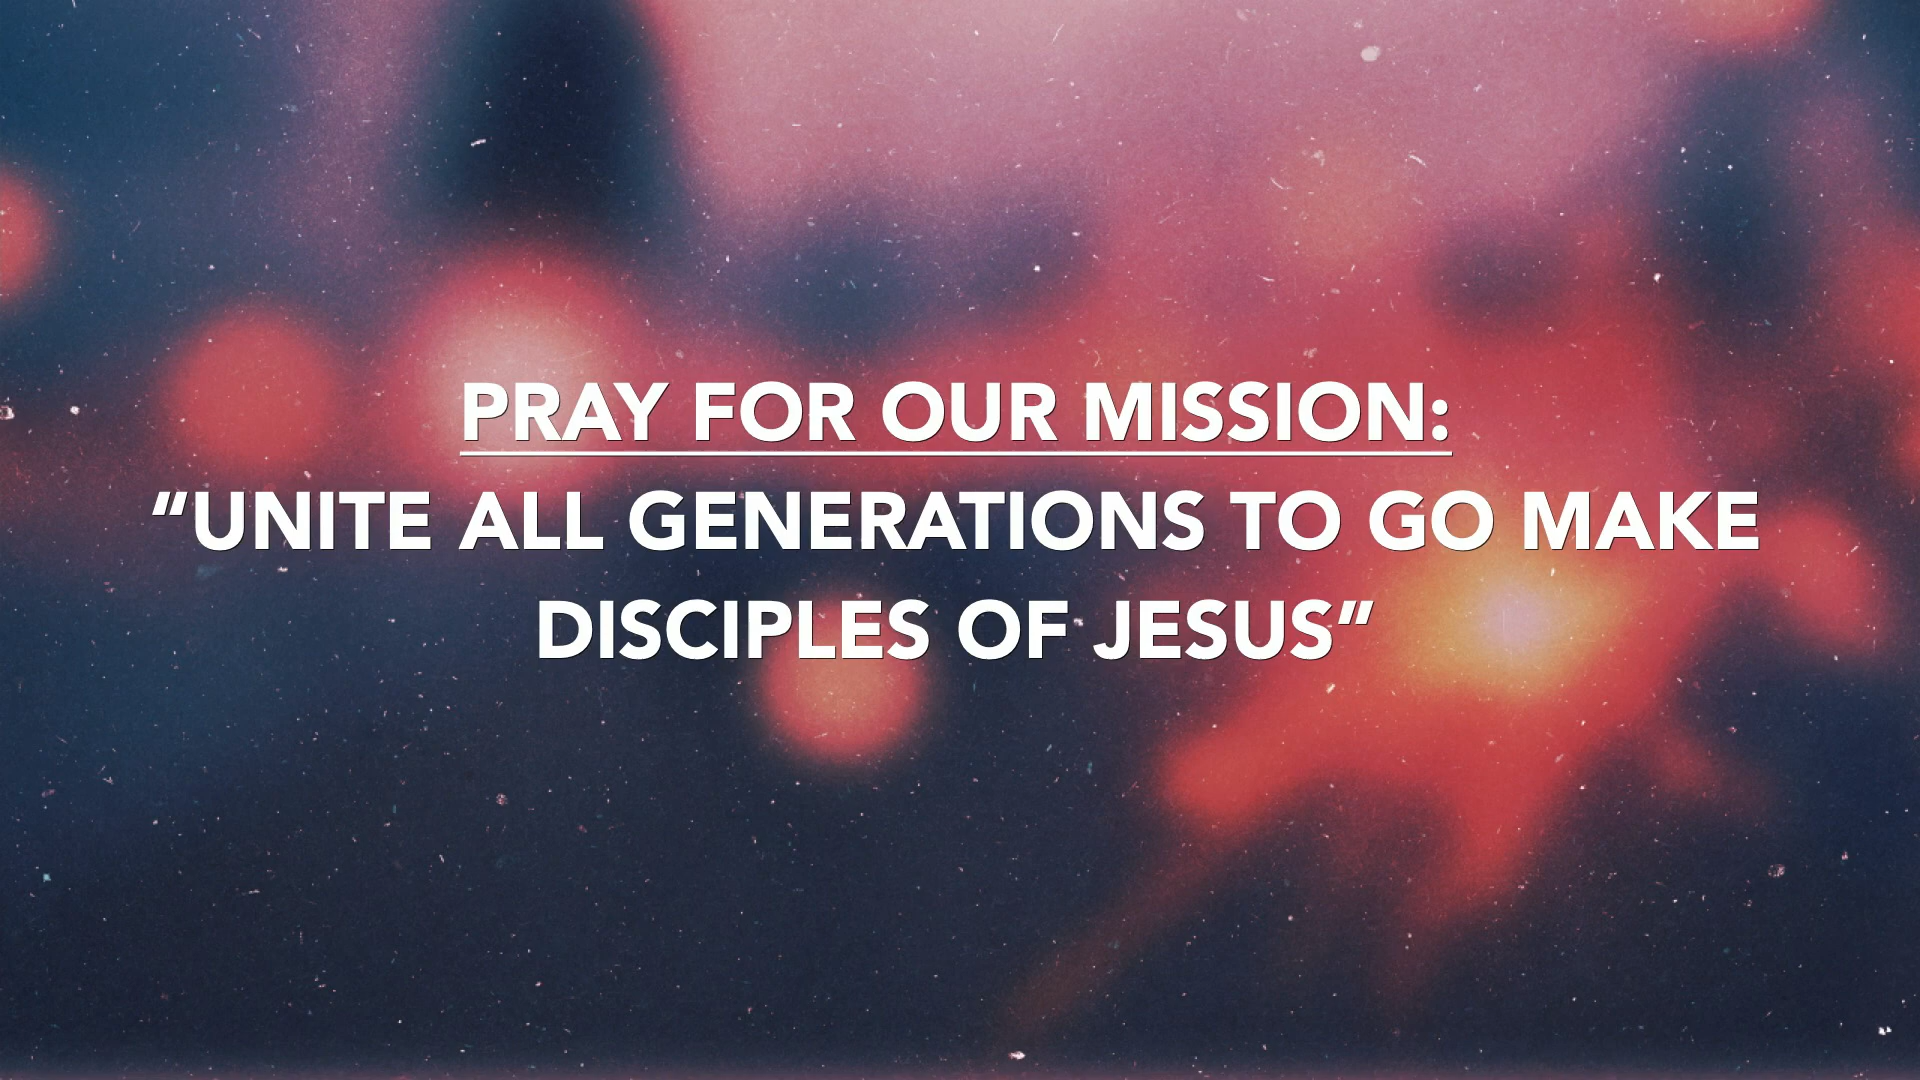 PRAY FOR OUR MISSION:
“UNITE ALL GENERATIONS TO GO MAKE
DISCIPLES OF JESUS”